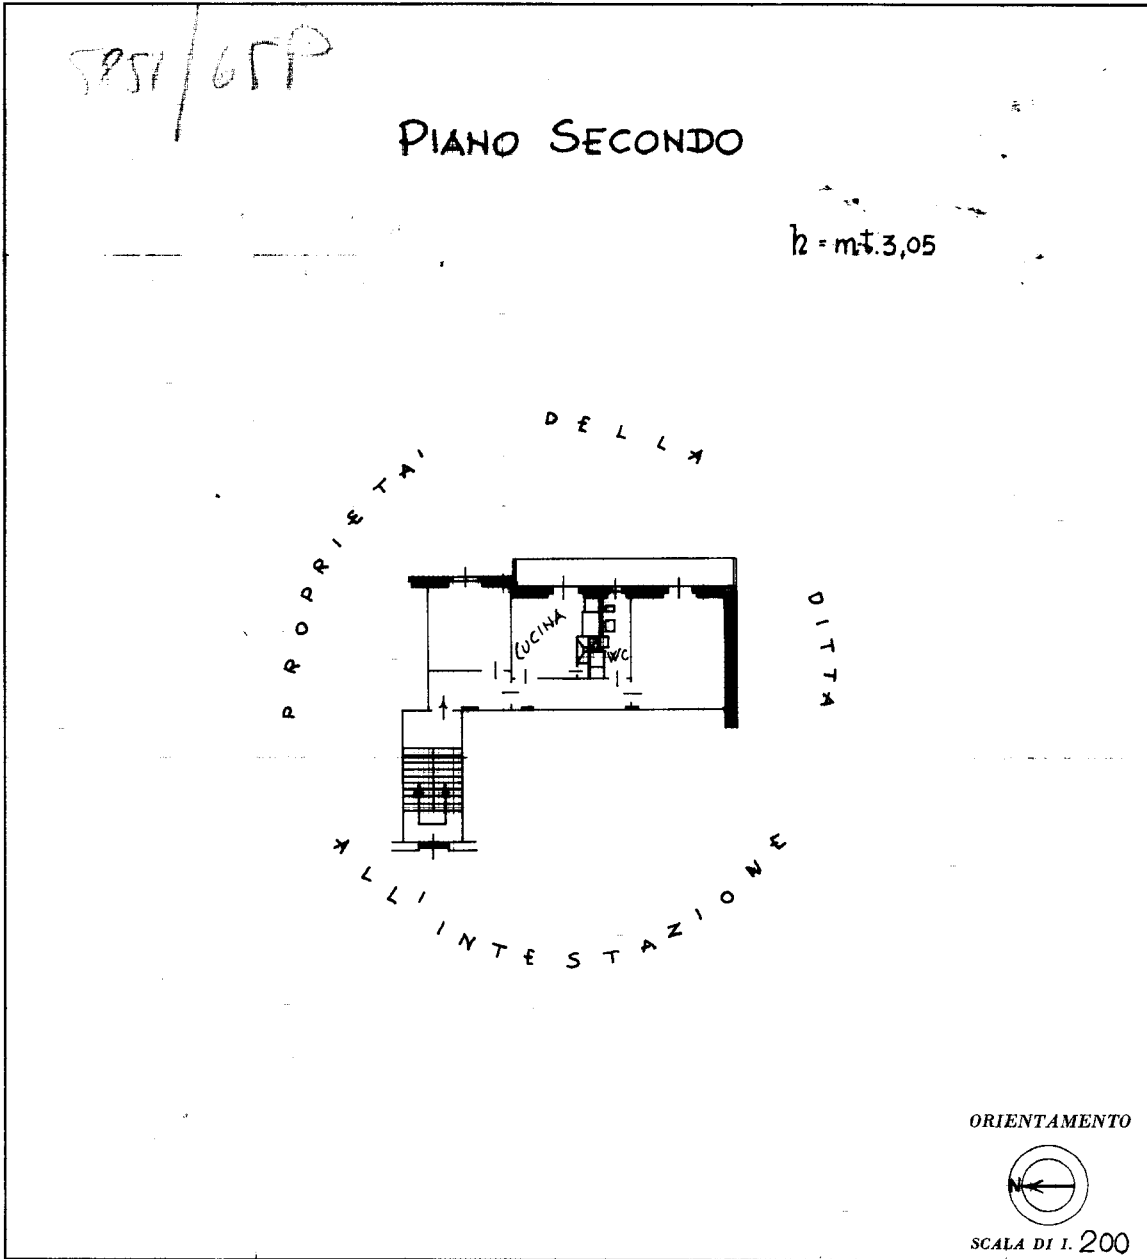 PIANO SECONDO
h = mt. 3,05
PROPRIETA' DELLA DITTA
ALL'INTESTAZIONE
CUCINA
WC
ORIENTAMENTO
N
SCALA DI 1. 200